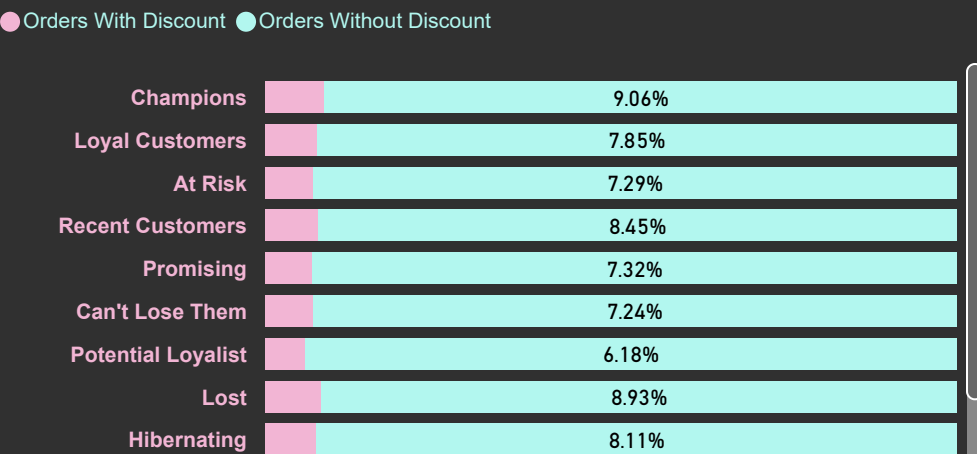 Orders With Discount Orders Without Discount
Champions 9.06%
Loyal Customers 7.85%
At Risk 7.29%
Recent Customers 8.45%
Promising 7.32%
Can't Lose Them 7.24%
Potential Loyalist 6.18%
Lost 8.93%
Hibernating 8.11%